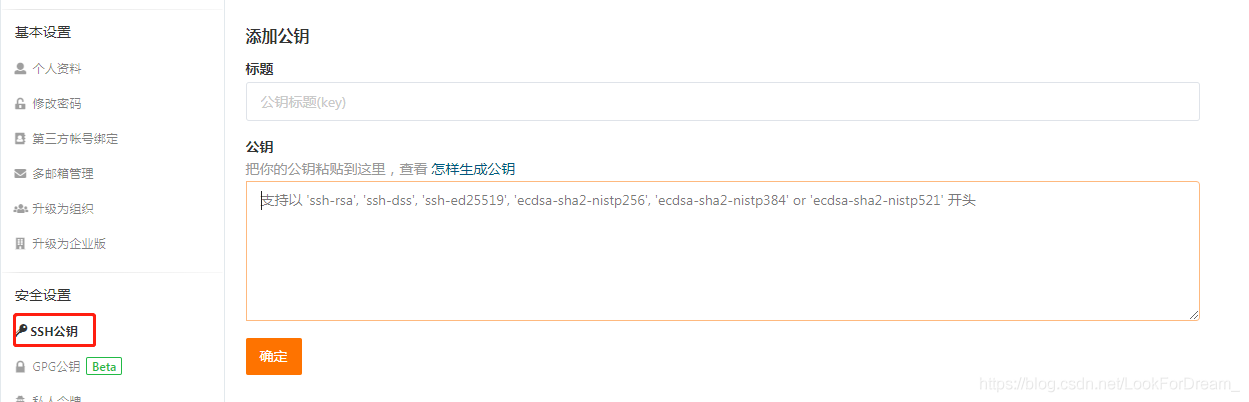 基本设置
个人资料
修改密码
第三方帐号绑定
多邮箱管理
升级为组织
升级为企业版
安全设置
SSH公钥
GPG公钥 Beta
私人令牌
添加公钥
标题
公钥标题(key)
公钥
把你的公钥粘贴到这里，查看 怎样生成公钥
支持以 'ssh-rsa', 'ssh-dss', 'ssh-ed25519', 'ecdsa-sha2-nistp256', 'ecdsa-sha2-nistp384' or 'ecdsa-sha2-nistp521' 开头
确定
https://blog.csdn.net/LookForDream_